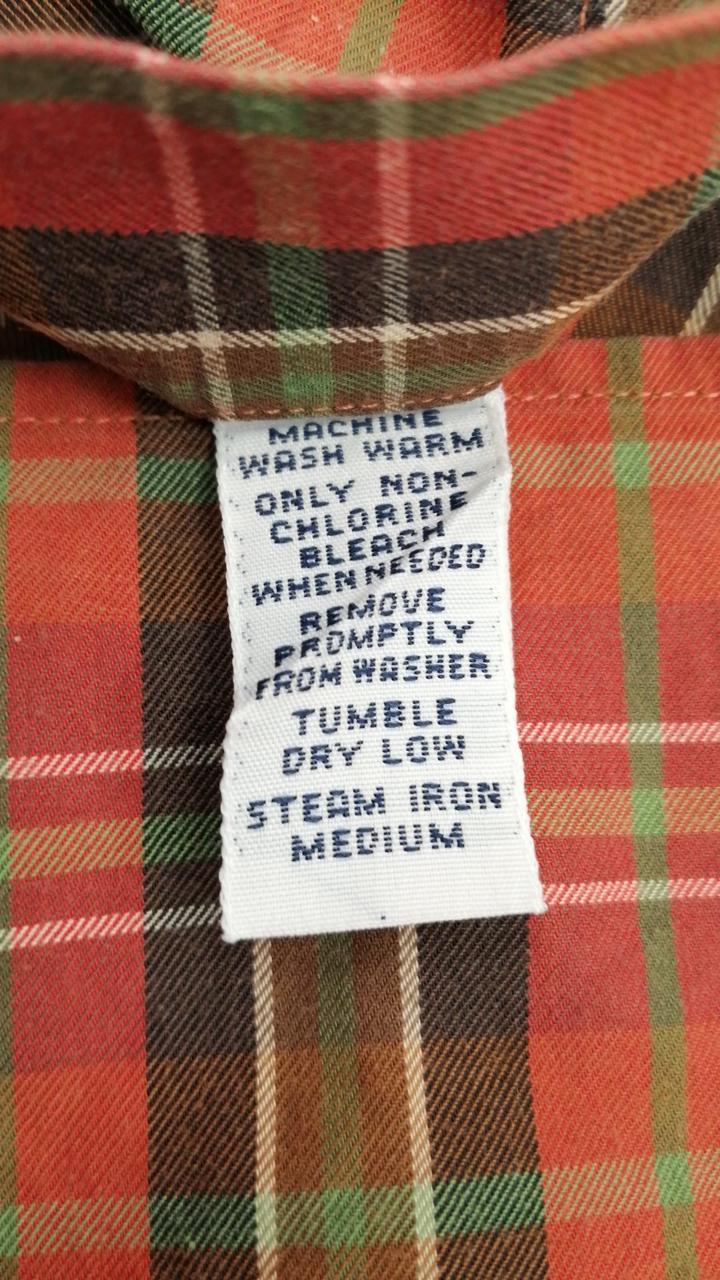 MACHINE
WASH WARM
ONLY NON-
CHLORINE
BLEACH
WHEN NEEDED
REMOVE
PROMPTLY
FROM WASHER
TUMBLE
DRY LOW
STEAM IRON
MEDIUM